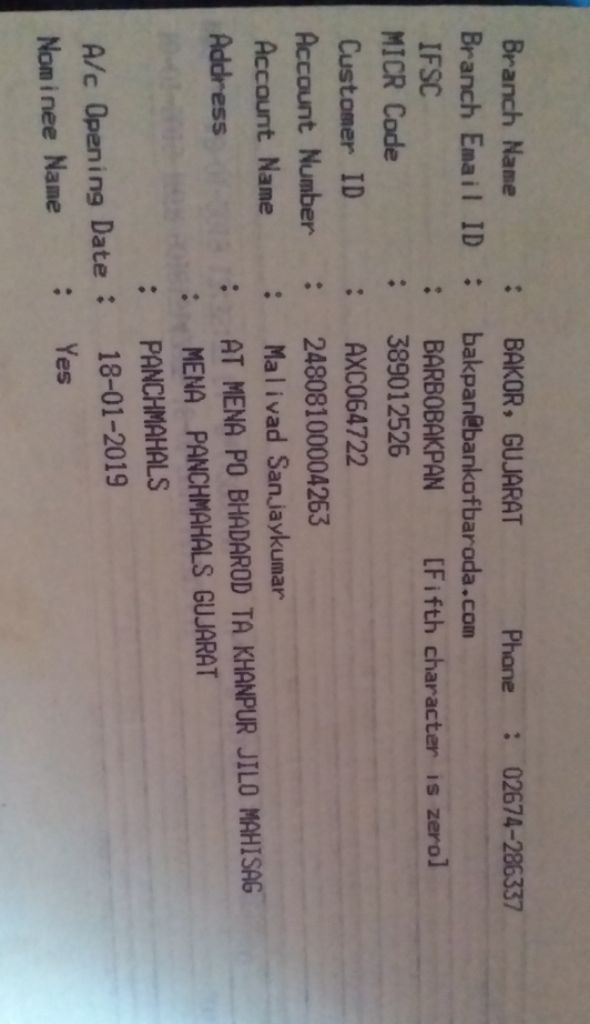 Branch Name : BAKOR, GUJARAT Phone : 02674-286337
Branch Email ID : bakpan@bankofbaroda.com
IFSC : BARB0BAKPAN [Fifth character is zero]
MICR Code : 389012526
Customer ID : AXC064722
Account Number : 24808100004263
Account Name : Malivad Sanjaykumar
Address : AT MENA PO BHADAROD TA KHANPUR JILO MAHISAG
: MENA PANCHMAHALS GUJARAT
: PANCHMAHALS
A/c Opening Date : 18-01-2019
Nominee Name : Yes